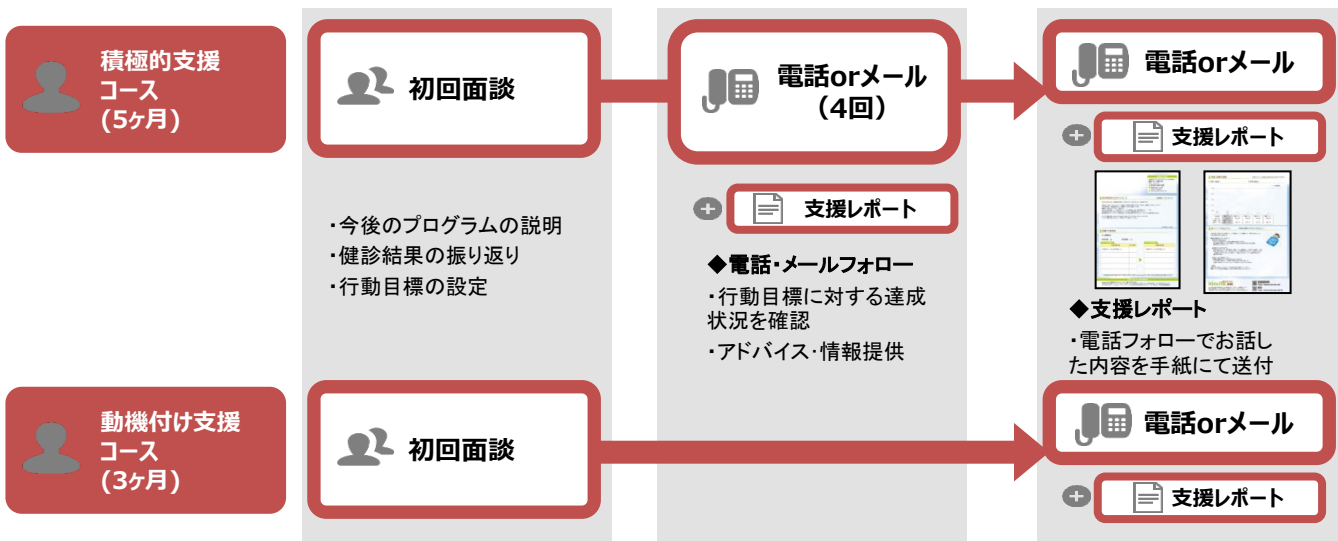 積極的支援
コース
(5ヶ月)
初回面談
・今後のプログラムの説明
・健診結果の振り返り
・行動目標の設定
電話orメール
（4回）
支援レポート
◆電話・メールフォロー
・行動目標に対する達成
状況を確認
・アドバイス・情報提供
電話orメール
支援レポート
◆支援レポート
・電話フォローでお話し
た内容を手紙にて送付
動機付け支援
コース
(3ヶ月)
初回面談
電話orメール
支援レポート